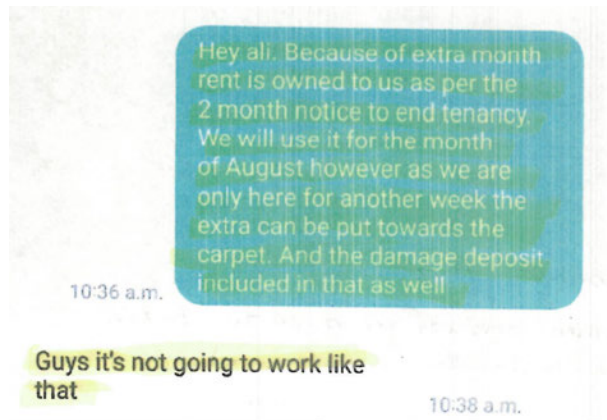 Hey ali. Because of extra month
rent is owned to us as per the
2 month notice to end tenancy.
We will use it for the month
of August however as we are
only here for another week the
extra can be put towards the
carpet. And the damage deposit
included in that as well
10:36 a.m.
Guys it's not going to work like
that
10:38 a.m.